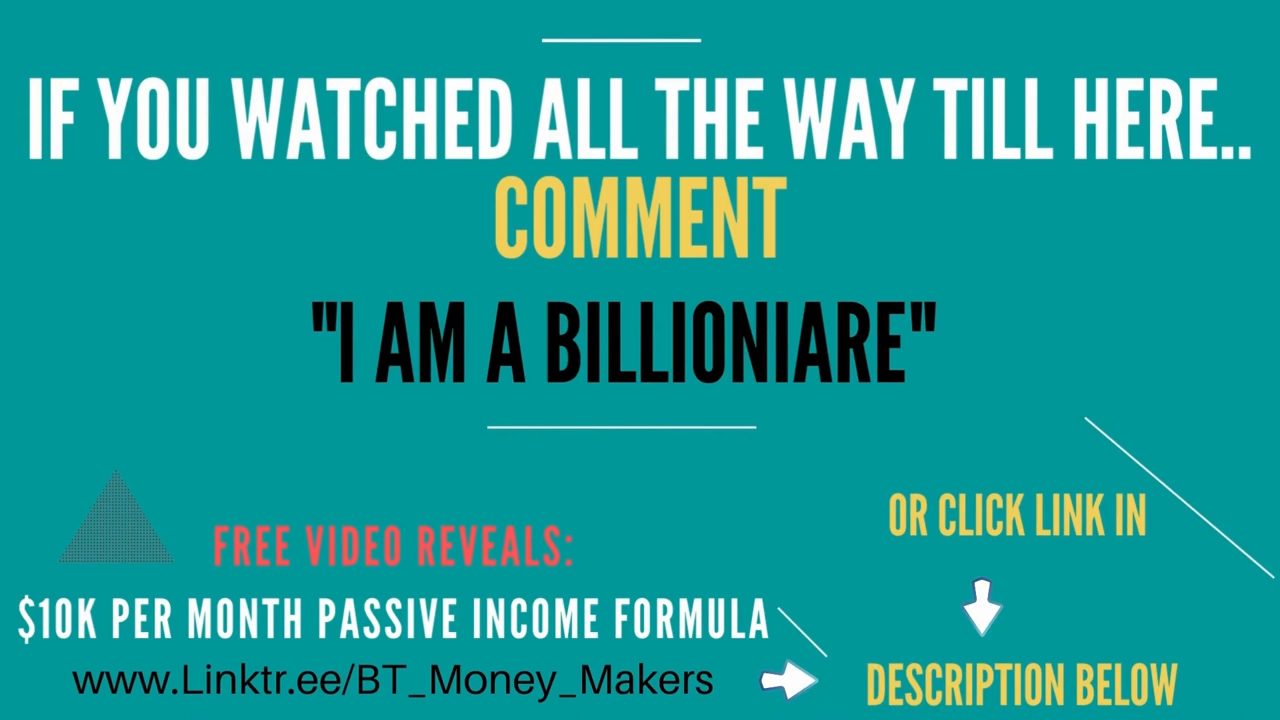 IF YOU WATCHED ALL THE WAY TILL HERE..
COMMENT
"I AM A BILLIONIARE"
FREE VIDEO REVEALS:
$10K PER MONTH PASSIVE INCOME FORMULA
www.Linktr.ee/BT_Money_Makers
OR CLICK LINK IN
DESCRIPTION BELOW